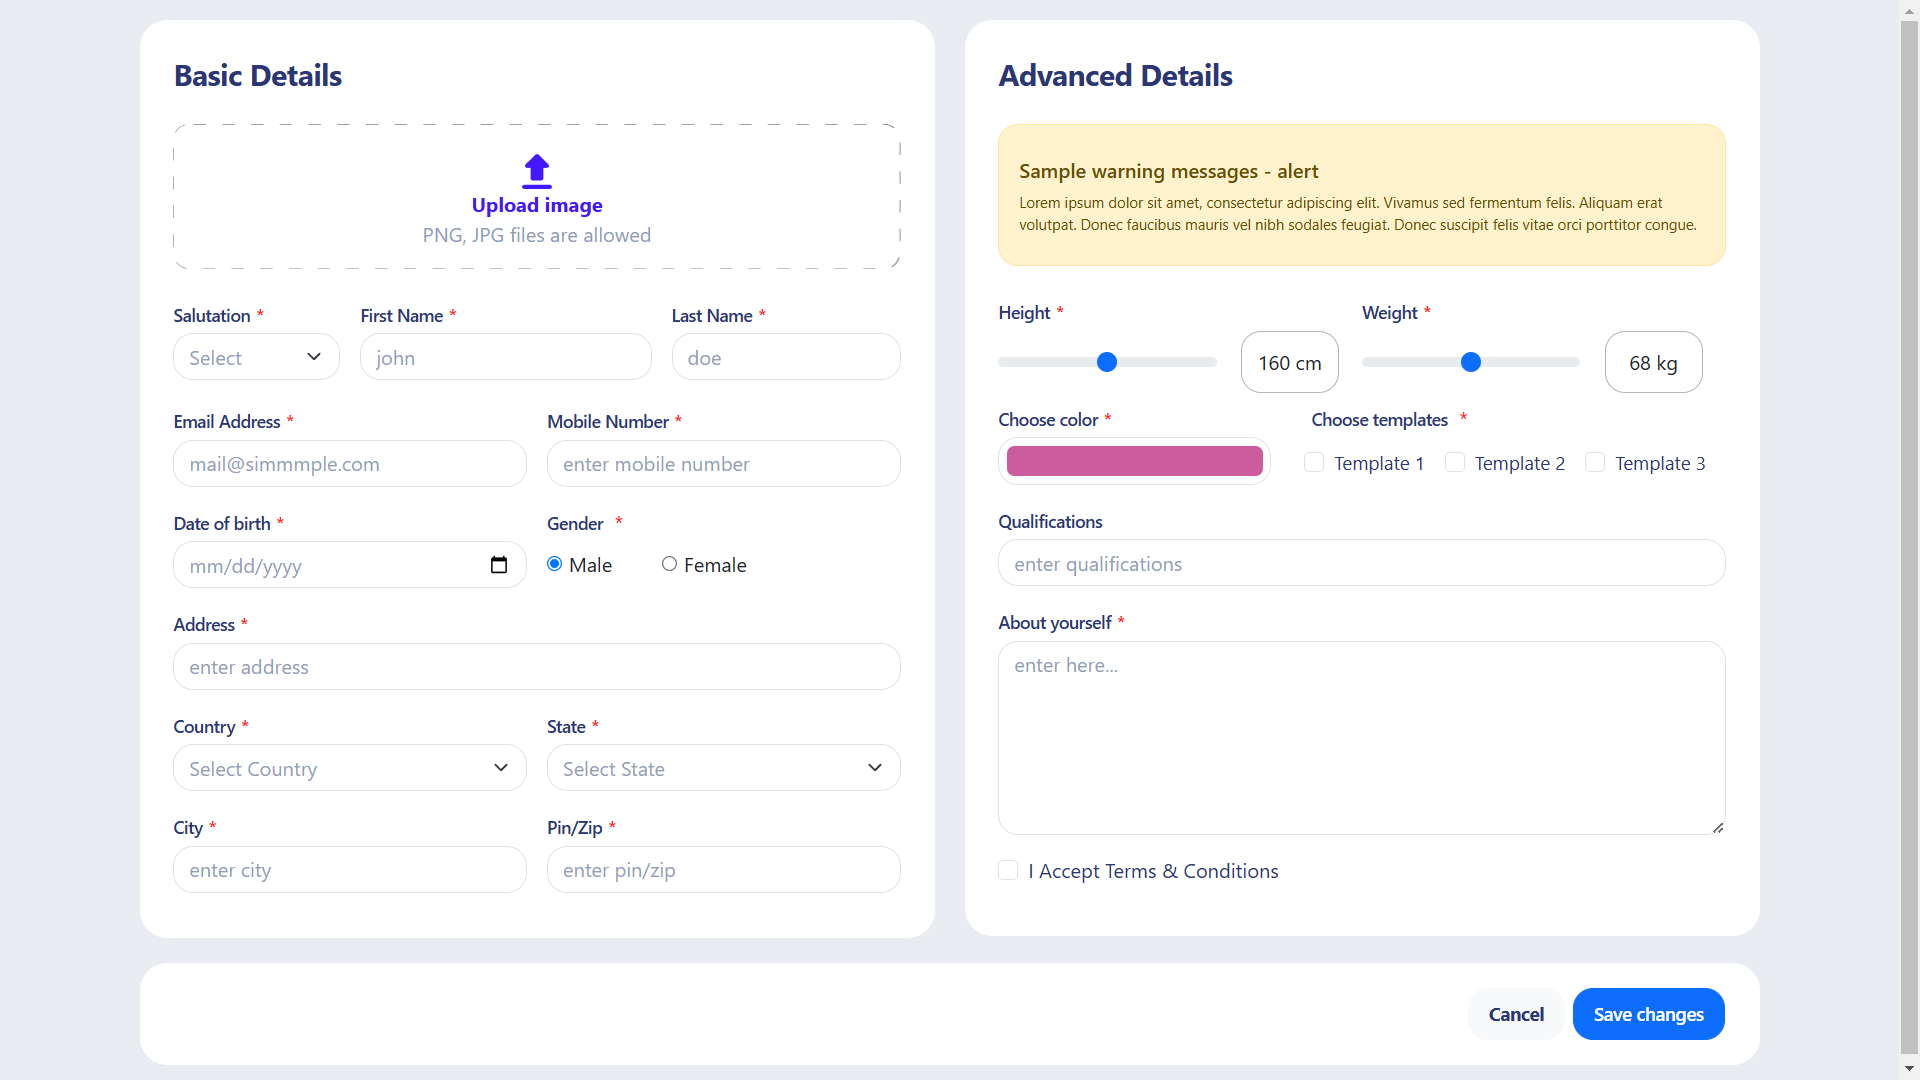 Basic Details
Upload image
PNG, JPG files are allowed
Salutation *
First Name *
Last Name *
Select
john
doe
Email Address *
Mobile Number *
mail@simmmple.com
enter mobile number
Date of birth *
Gender *
mm/dd/yyyy
Male
Female
Address *
enter address
Country *
State *
Select Country
Select State
City *
Pin/Zip *
enter city
enter pin/zip
Advanced Details
Sample warning messages - alert
Lorem ipsum dolor sit amet, consectetur adipiscing elit. Vivamus sed fermentum felis. Aliquam erat
volutpat. Donec faucibus mauris vel nibh sodales feugiat. Donec suscipit felis vitae orci porttitor congue.
Height *
Weight *
160 cm
68 kg
Choose color *
Choose templates *
Template 1
Template 2
Template 3
Qualifications
enter qualifications
About yourself *
enter here...
I Accept Terms & Conditions
Cancel
Save changes